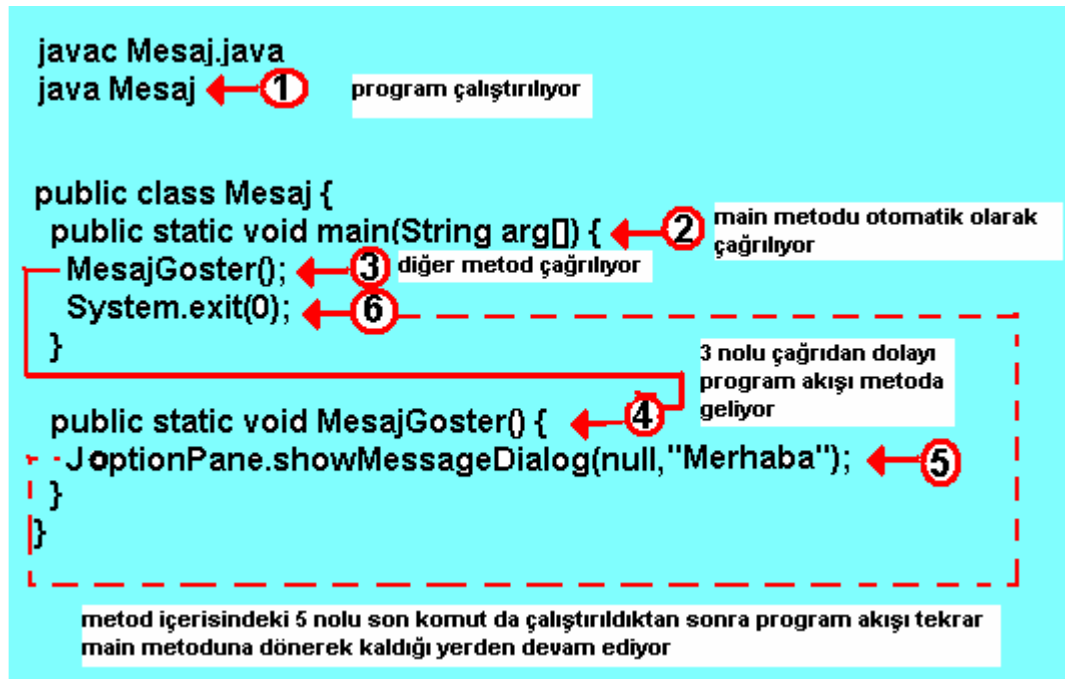 javac Mesaj.java
java Mesaj 1 program çalıştırılıyor
public class Mesaj {
public static void main(String arg[]) { 2 main metodu otomatik olarak
çağrılıyor
MesajGoster(); 3 diğer metod çağrılıyor
System.exit(0); 6
}
3 nolu çağrıdan dolayı
program akışı metoda
geliyor
public static void MesajGoster() { 4
JoptionPane.showMessageDialog(null,"Merhaba"); 5
}
}
metod içerisindeki 5 nolu son komut da çalıştırıldıktan sonra program akışı tekrar
main metoduna dönerek kaldığı yerden devam ediyor